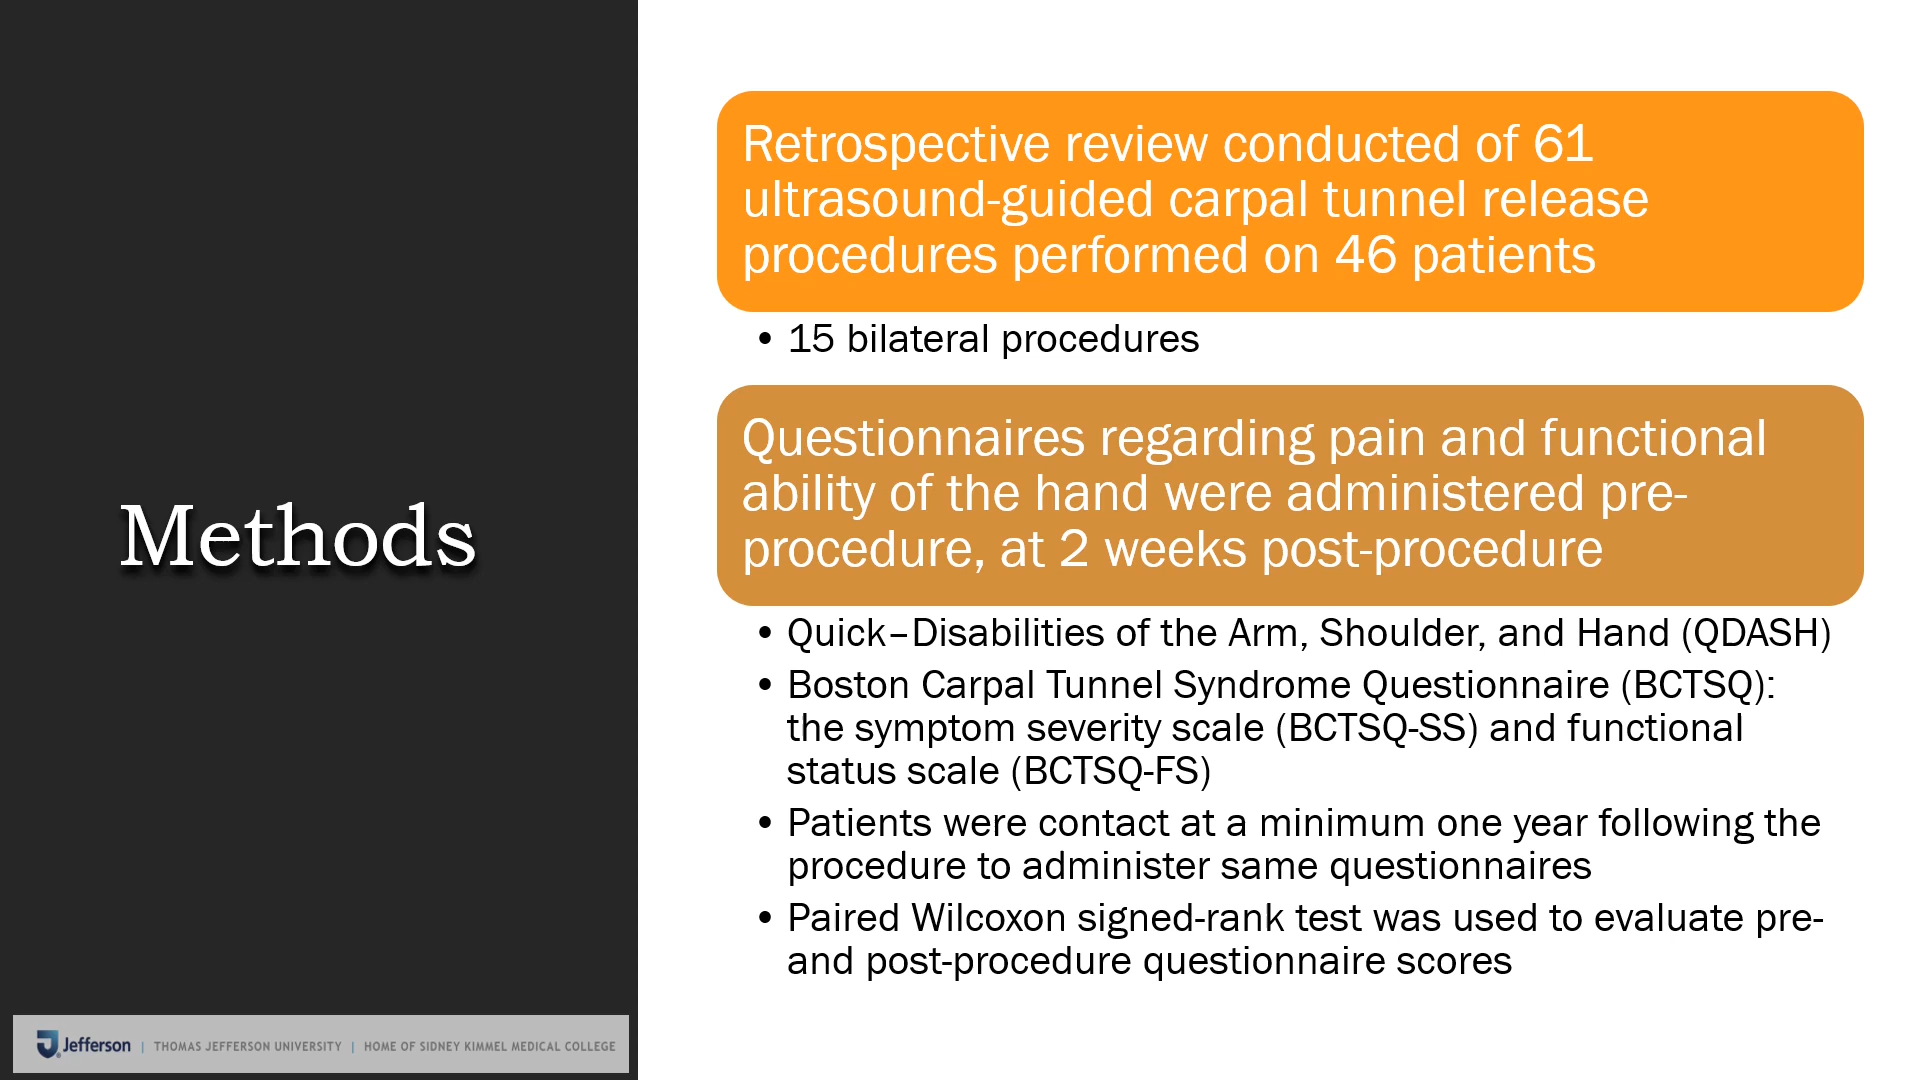 Methods
Retrospective review conducted of 61
ultrasound-guided carpal tunnel release
procedures performed on 46 patients
• 15 bilateral procedures
Questionnaires regarding pain and functional
ability of the hand were administered pre-
procedure, at 2 weeks post-procedure
• Quick–Disabilities of the Arm, Shoulder, and Hand (QDASH)
• Boston Carpal Tunnel Syndrome Questionnaire (BCTSQ):
the symptom severity scale (BCTSQ-SS) and functional
status scale (BCTSQ-FS)
• Patients were contact at a minimum one year following the
procedure to administer same questionnaires
• Paired Wilcoxon signed-rank test was used to evaluate pre-
and post-procedure questionnaire scores
Jefferson | THOMAS JEFFERSON UNIVERSITY | HOME OF SIDNEY KIMMEL MEDICAL COLLEGE